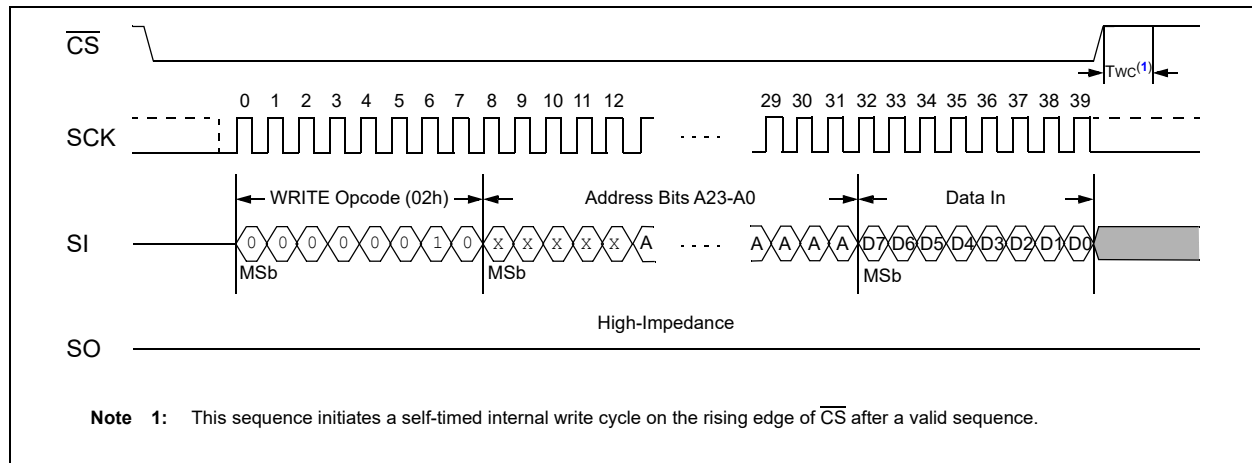 CS
TWC(1)
0 1 2 3 4 5 6 7 8 9 10 11 12 29 30 31 32 33 34 35 36 37 38 39
SCK
WRITE Opcode (02h) Address Bits A23-A0 Data In
SI 0 0 0 0 0 0 1 0 x x x x x A A A A A D7 D6 D5 D4 D3 D2 D1 D0
MSb MSb MSb
High-Impedance
SO
Note 1: This sequence initiates a self-timed internal write cycle on the rising edge of CS after a valid sequence.